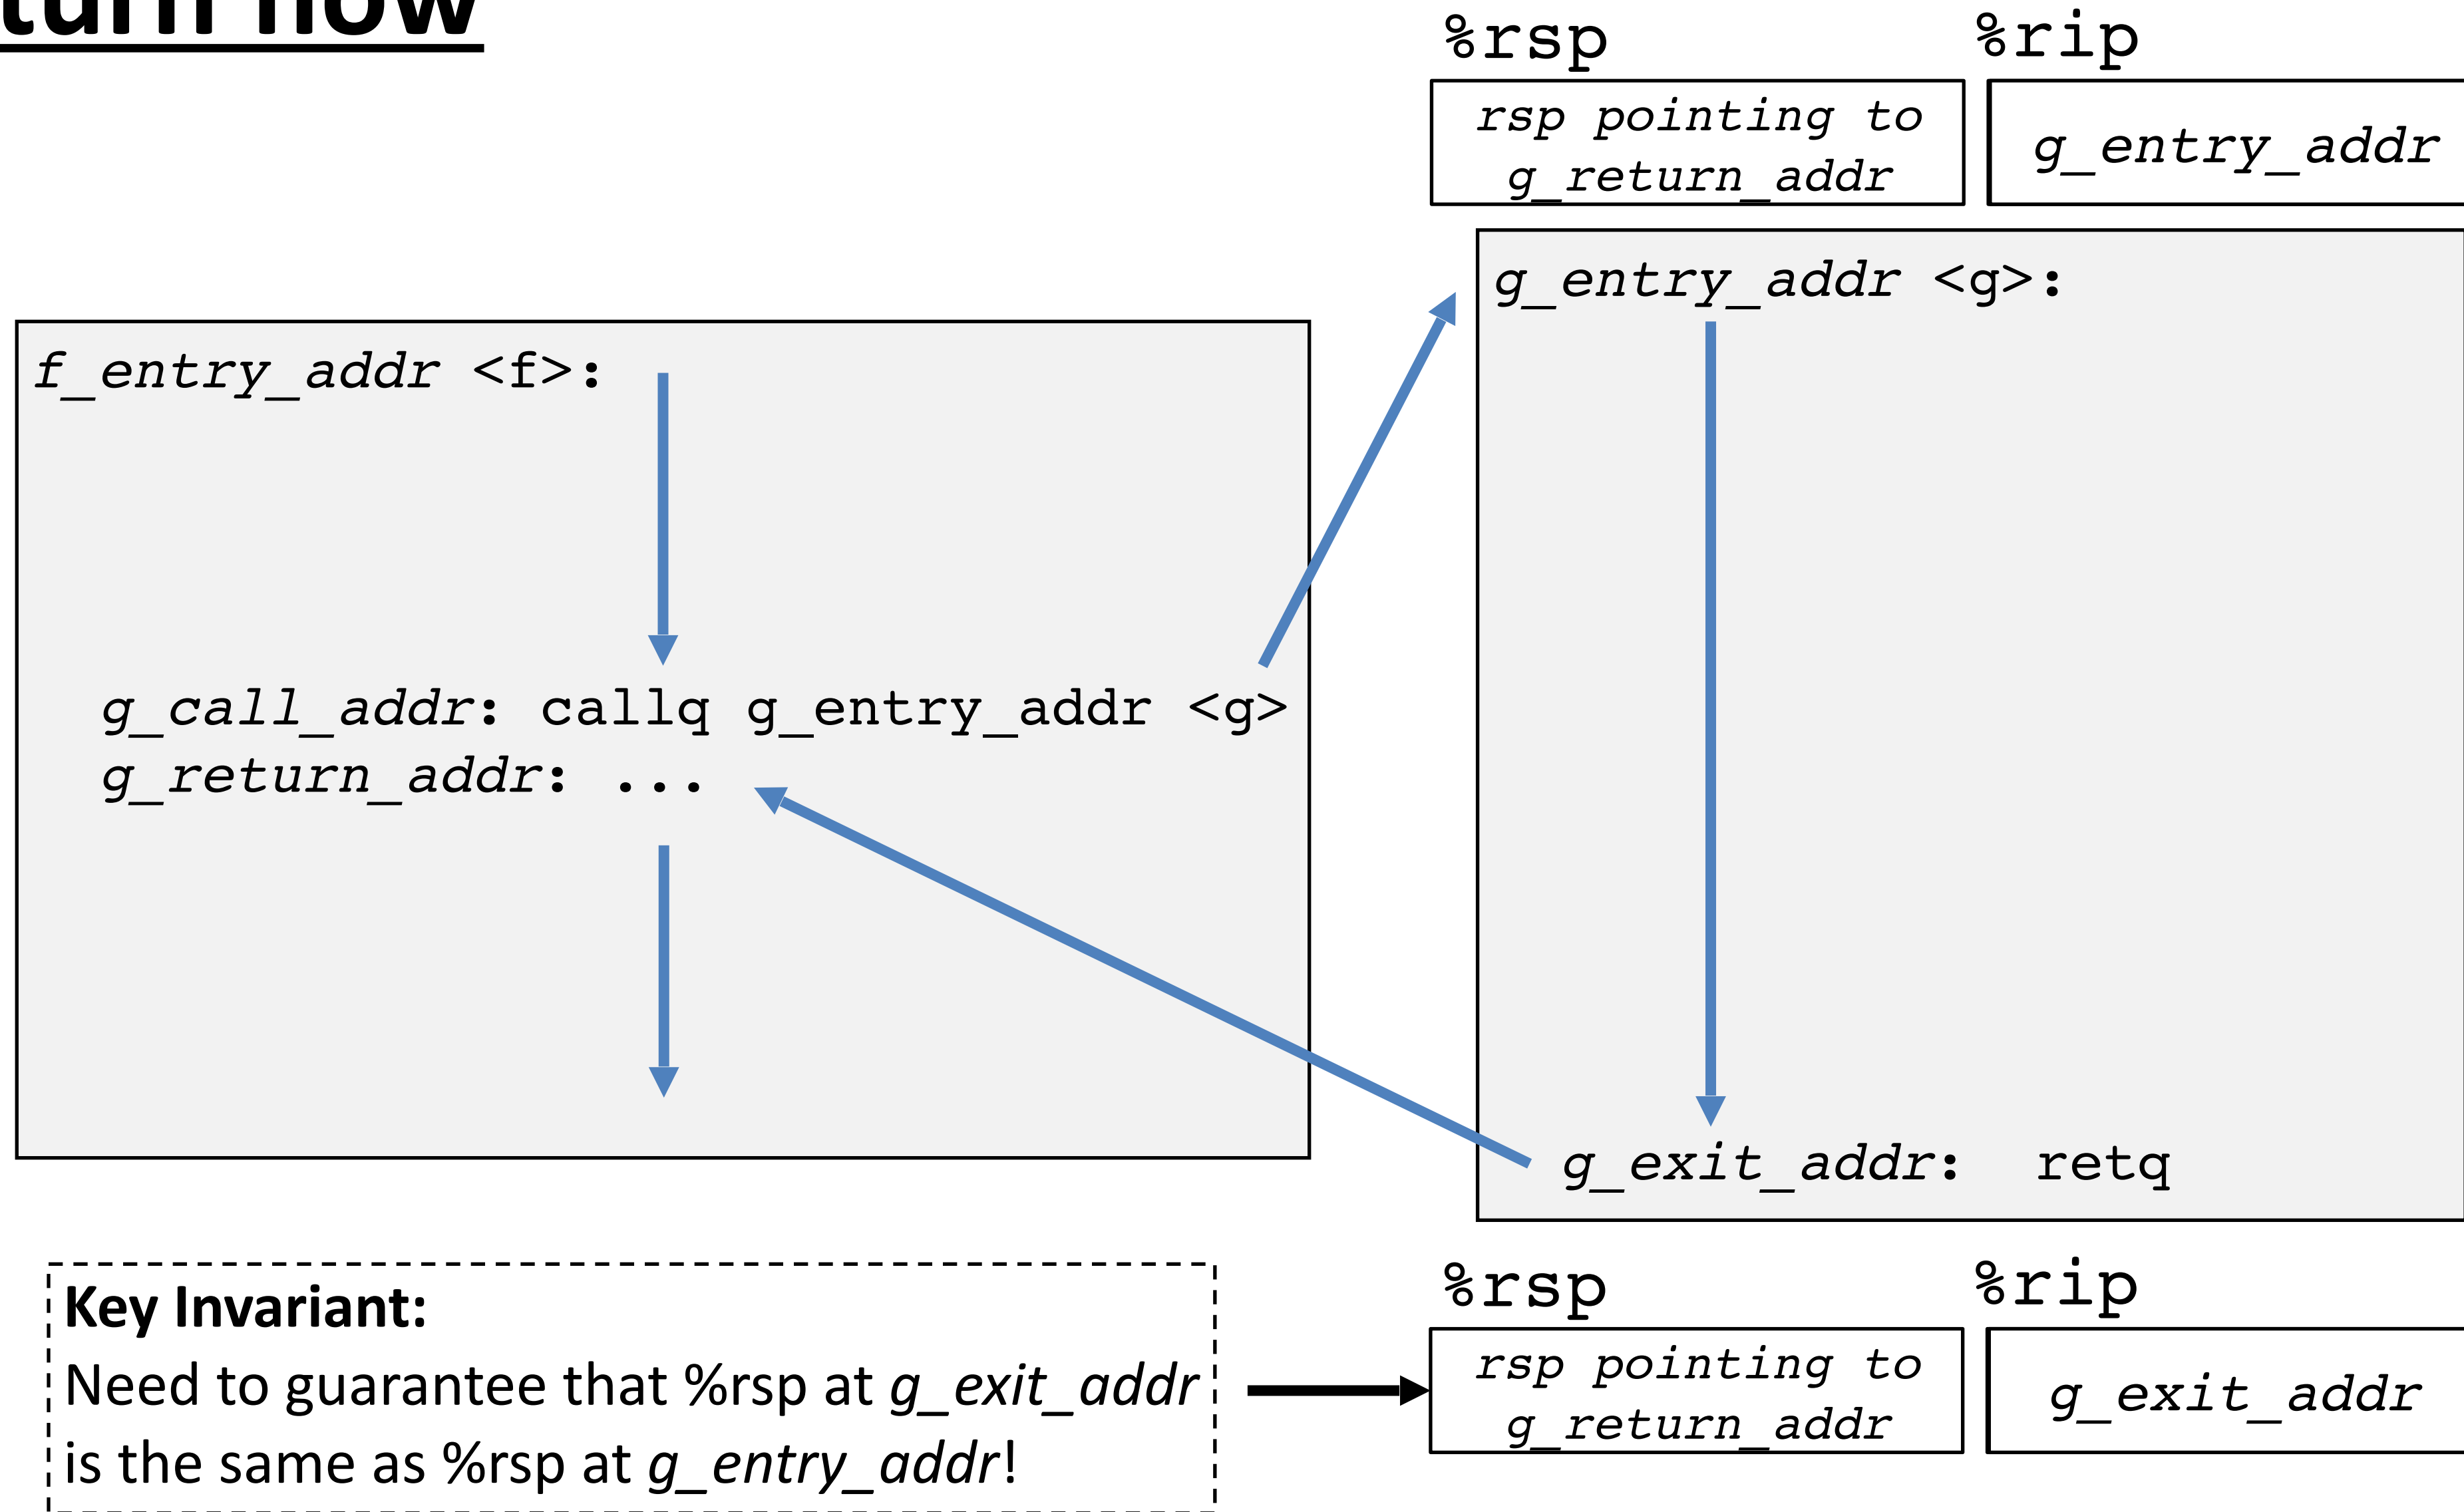 %rsp %rip
rsp pointing to
g_return_addr
g_entry_addr
g_entry_addr <g>:
f_entry_addr <f>:
g_call_addr: callq g_entry_addr <g>
g_return_addr: ...
g_exit_addr: retq
Key Invariant:
Need to guarantee that %rsp at g_exit_addr
is the same as %rsp at g_entry_addr!
%rsp %rip
rsp pointing to
g_return_addr
g_exit_addr